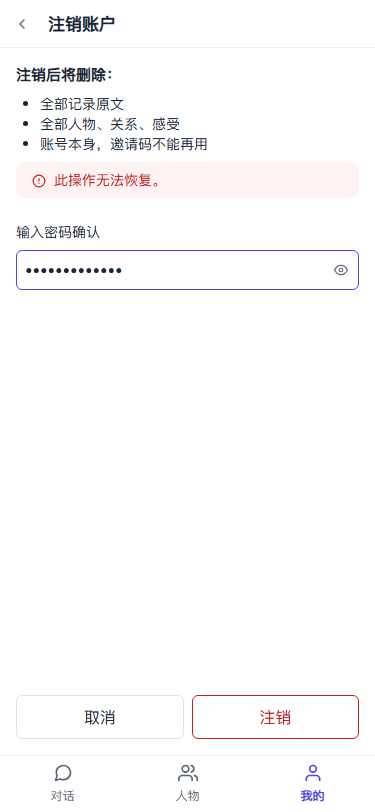 注销账户
注销后将删除：
全部记录原文
全部人物、关系、感受
账号本身，邀请码不能再用
此操作无法恢复。
输入密码确认
•••••••••••••
取消
注销
对话
人物
我的